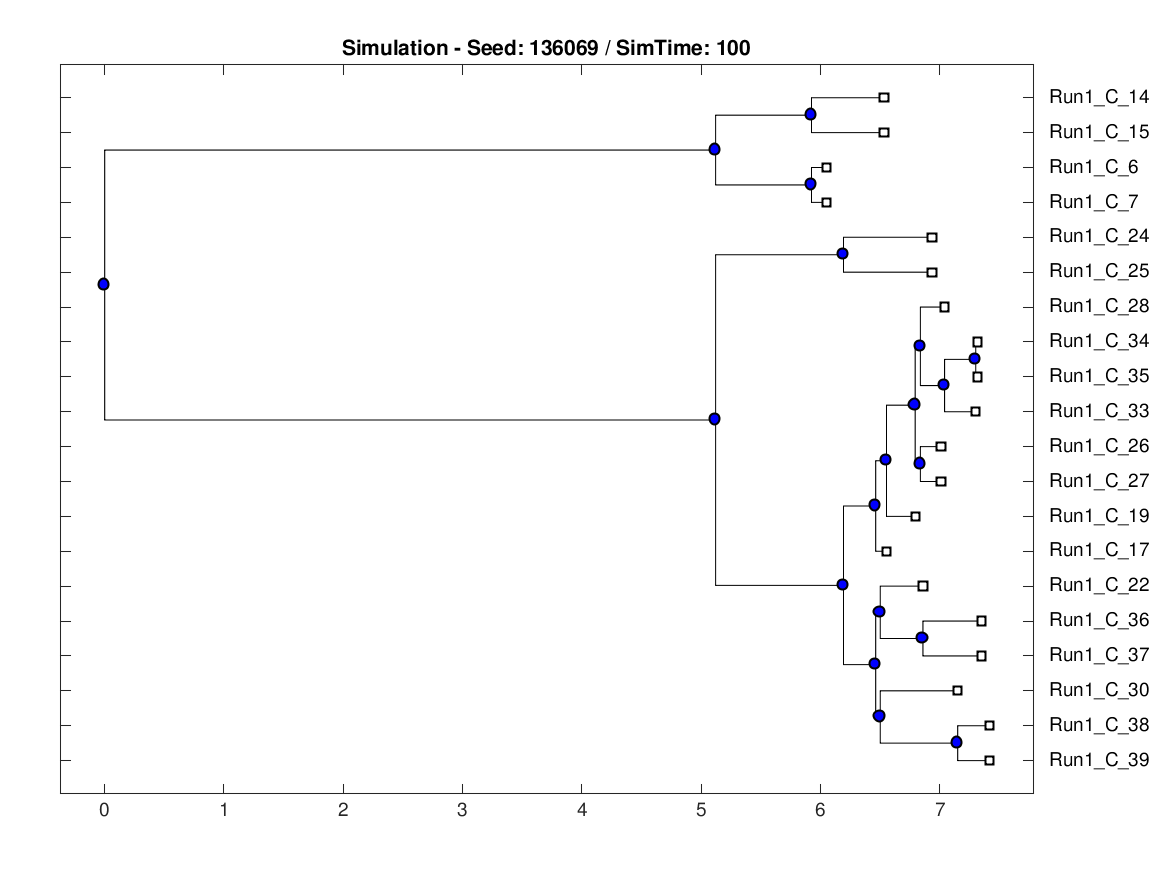 Simulation - Seed: 136069 / SimTime: 100
Run1_C_14
Run1_C_15
Run1_C_6
Run1_C_7
Run1_C_24
Run1_C_25
Run1_C_28
Run1_C_34
Run1_C_35
Run1_C_33
Run1_C_26
Run1_C_27
Run1_C_19
Run1_C_17
Run1_C_22
Run1_C_36
Run1_C_37
Run1_C_30
Run1_C_38
Run1_C_39
0 1 2 3 4 5 6 7